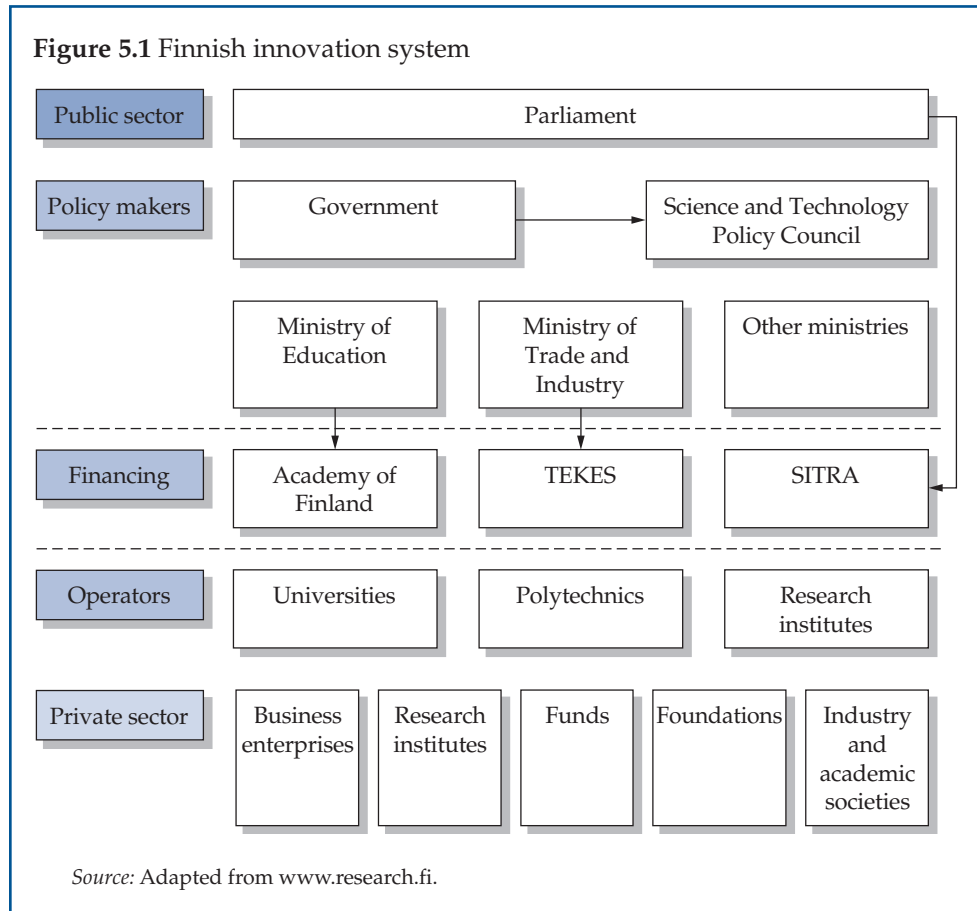 Figure 5.1 Finnish innovation system
Public sector
Parliament
Policy makers
Government
Science and Technology
Policy Council
Ministry of
Education
Ministry of
Trade and
Industry
Other ministries
Financing
Academy of
Finland
TEKES
SITRA
Operators
Universities
Polytechnics
Research
institutes
Private sector
Business
enterprises
Research
institutes
Funds
Foundations
Industry
and
academic
societies
Source: Adapted from www.research.fi.